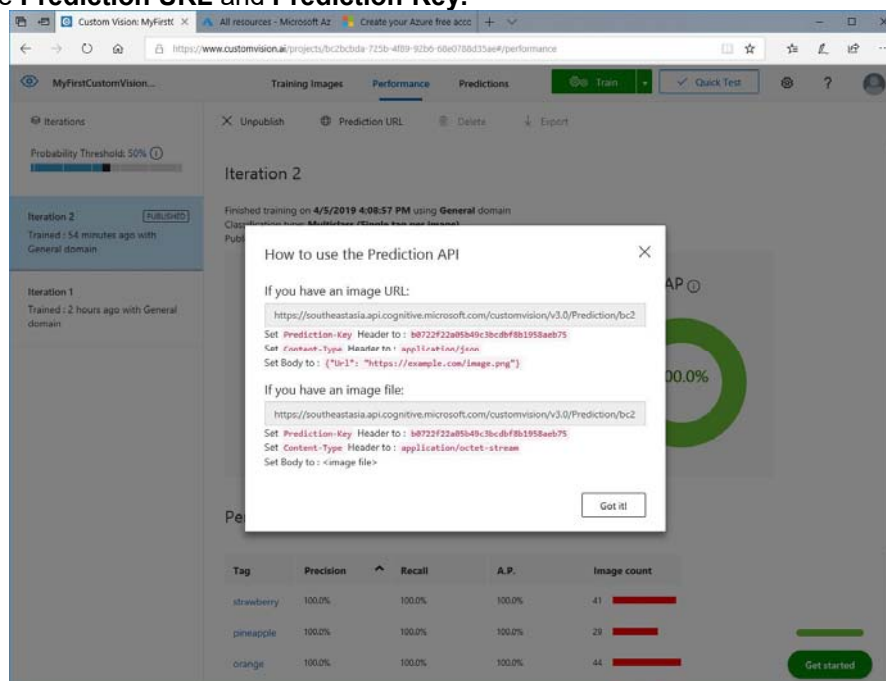 e Prediction URL and Prediction Key.
Custom Vision: MyFirstC
All resources - Microsoft Az
Create your Azure free acco
https://www.customvision.ai/projects/bc2bcbda-725b-4f89-92b6-68e0788d35ae#/performance
MyFirstCustomVision...
Training Images
Performance
Predictions
Train
Quick Test
?
Iterations
Unpublish
Prediction URL
Delete
Export
Probability Threshold: 50%
Iteration 2
Finished training on 4/5/2019 4:08:57 PM using General domain
Classification type: Multiclass (Single tag per image)
Publ
Iteration 2
PUBLISHED
Trained : 54 minutes ago with
General domain
Iteration 1
Trained : 2 hours ago with General
domain
How to use the Prediction API
If you have an image URL:
https://southeastasia.api.cognitive.microsoft.com/customvision/v3.0/Prediction/bc2
Set Prediction-Key Header to : b0722f22a05b49c3bcdbf8b1958aeb75
Set Content-Type Header to : application/json
Set Body to : {"Url": "https://example.com/image.png"}
If you have an image file:
https://southeastasia.api.cognitive.microsoft.com/customvision/v3.0/Prediction/bc2
Set Prediction-Key Header to : b0722f22a05b49c3bcdbf8b1958aeb75
Set Content-Type Header to : application/octet-stream
Set Body to : <image file>
Got it!
AP
00.0%
Pe
Tag
Precision
Recall
A.P.
Image count
strawberry
100.0%
100.0%
100.0%
41
pineapple
100.0%
100.0%
100.0%
29
orange
100.0%
100.0%
100.0%
44
Get started